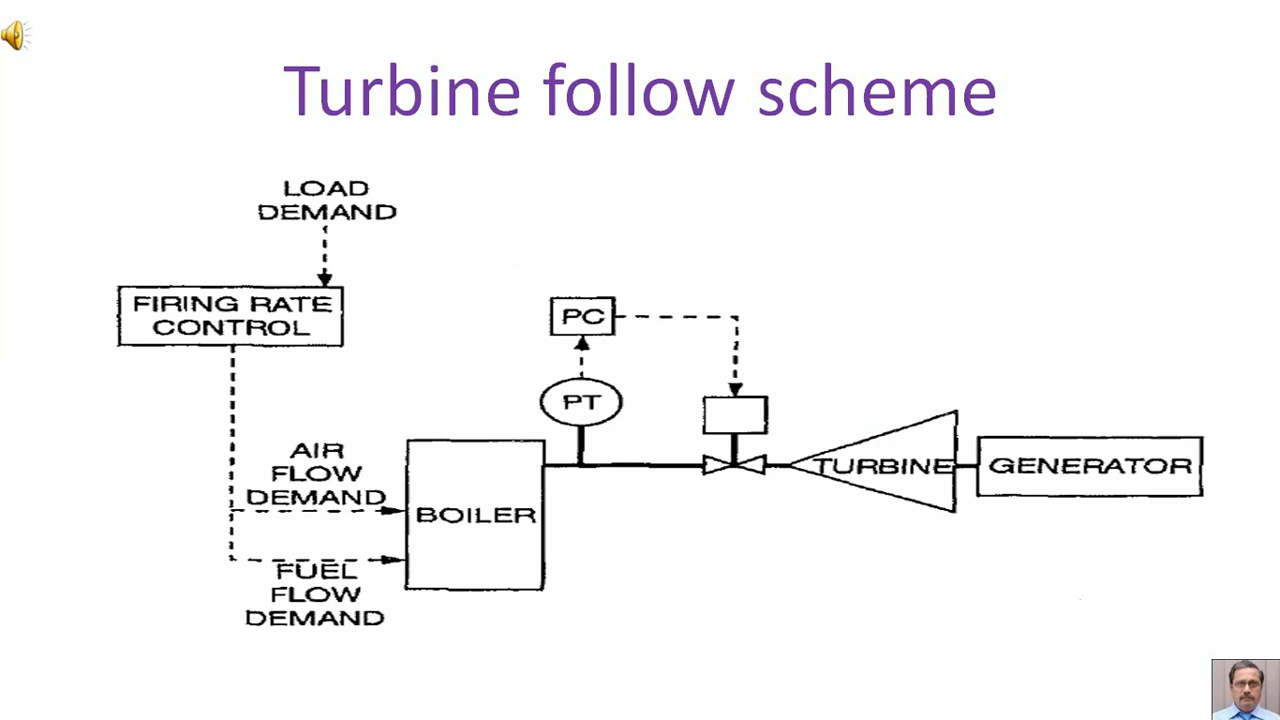 Turbine follow scheme
LOAD
DEMAND
FIRING RATE
CONTROL
PC
PT
AIR
FLOW
DEMAND
BOILER
TURBINE
GENERATOR
FUEL
FLOW
DEMAND